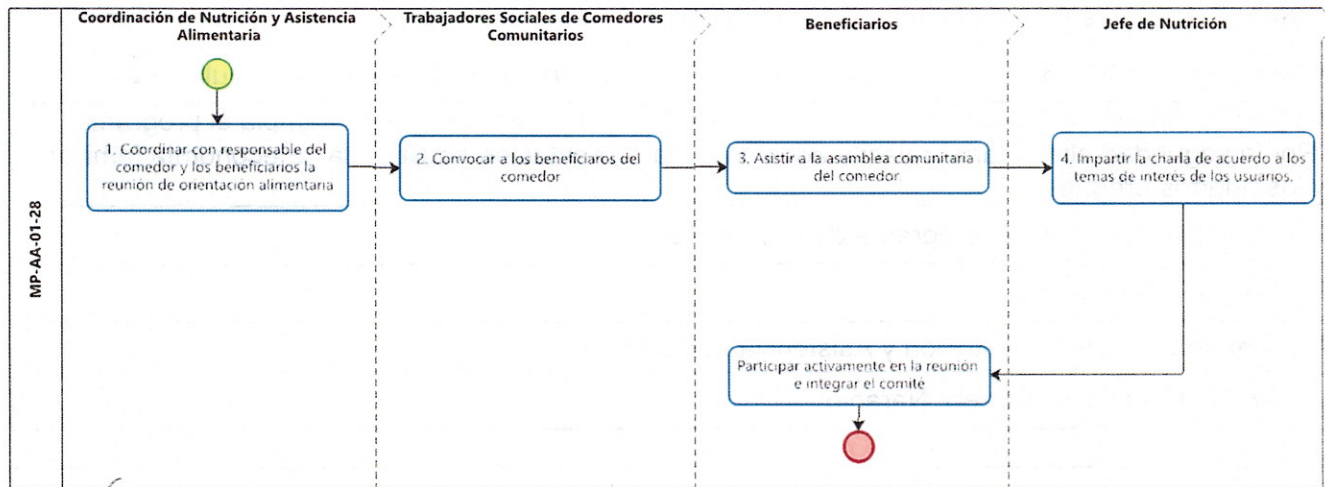 Coordinación de Nutrición y Asistencia
Alimentaria
Trabajadores Sociales de Comedores
Comunitarios
Beneficiarios
Jefe de Nutrición
MP-AA-01-28
1. Coordinar con responsable del
comedor y los beneficiarios la
reunión de orientación alimentaria
2. Convocar a los beneficiaros del
comedor
3. Asistir a la asamblea comunitaria
del comedor
4. Impartir la charla de acuerdo a los
temas de interés de los usuarios.
Participar activamente en la reunión
e integrar el comité